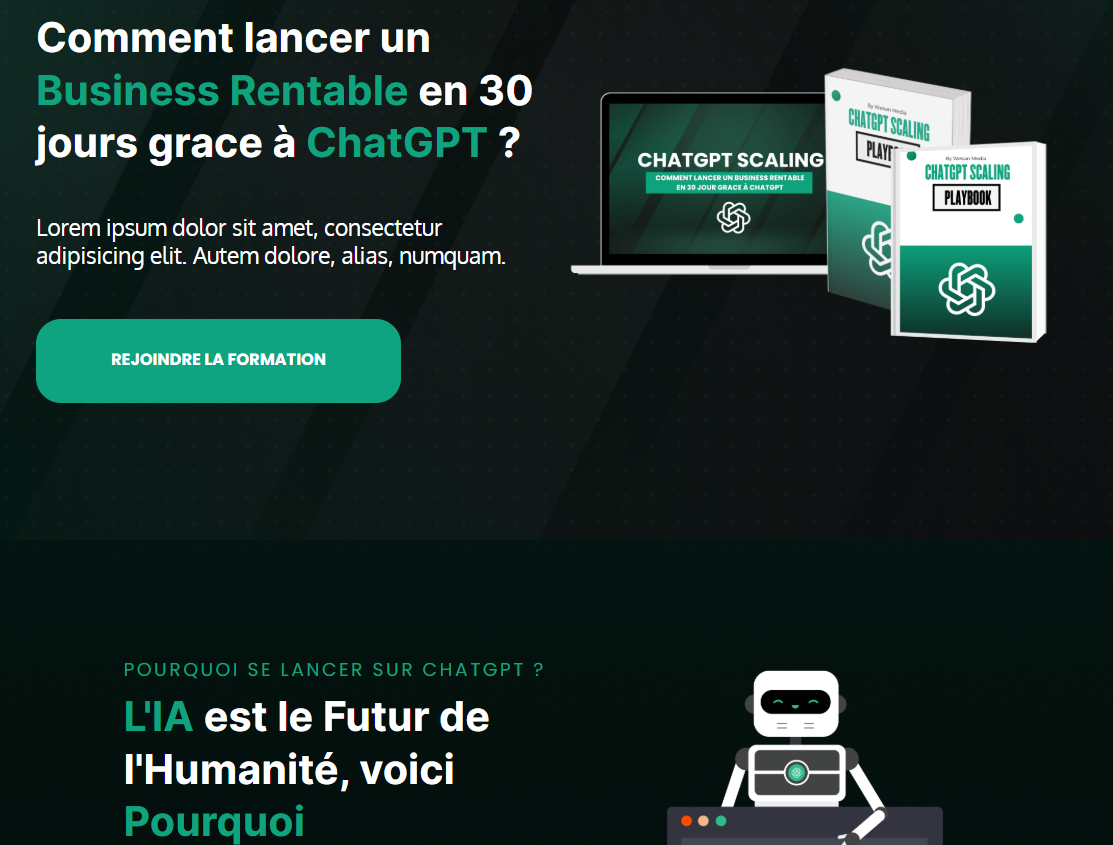 Comment lancer un
Business Rentable en 30
jours grace à ChatGPT ?
Lorem ipsum dolor sit amet, consectetur
adipisicing elit. Autem dolore, alias, numquam.
REJOINDRE LA FORMATION
CHATGPT SCALING
COMMENT LANCER UN BUSINESS RENTABLE
EN 30 JOUR GRACE À CHATGPT
By Wekan Media
CHATGPT SCALING
By Wekan Media
CHATGPT SCALING
PLAYBOOK
POURQUOI SE LANCER SUR CHATGPT ?
L'IA est le Futur de
l'Humanité, voici
Pourquoi